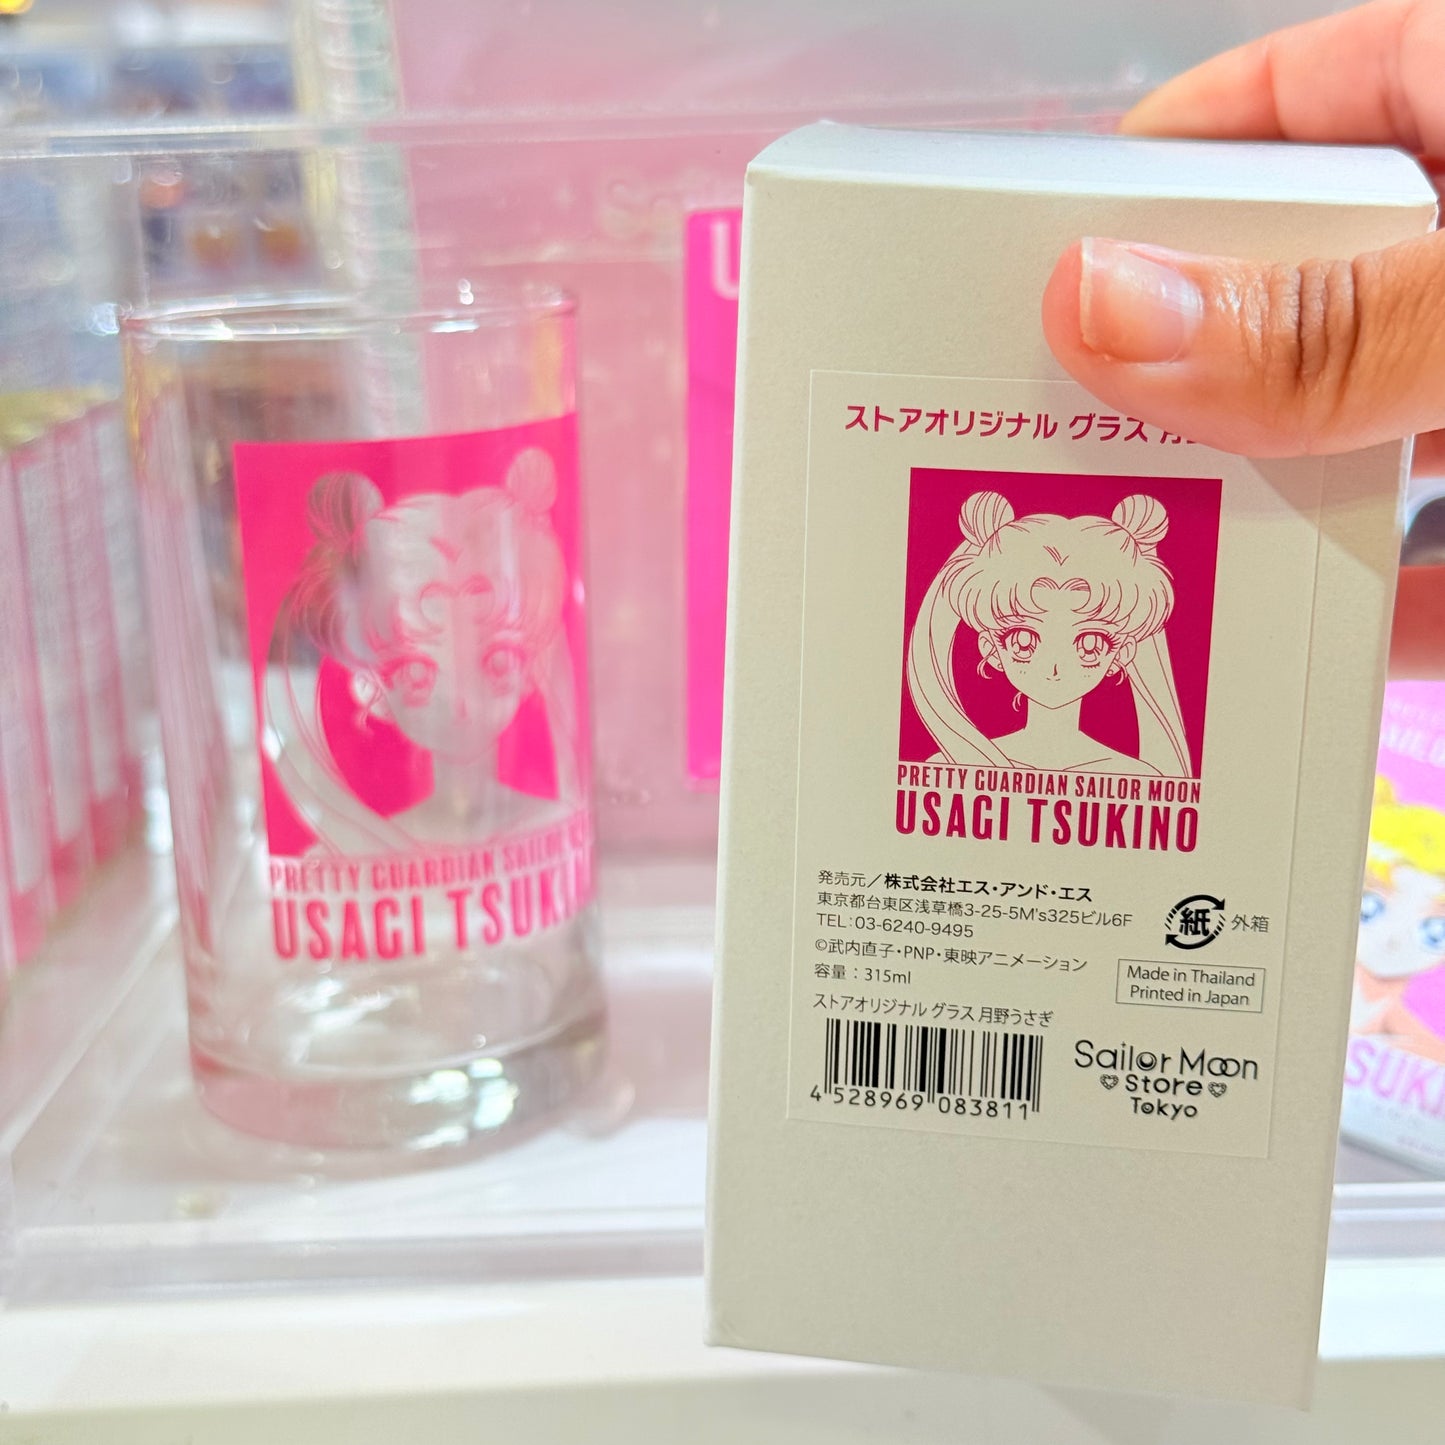 PRETTY GUARDIAN SAILOR
USAGI TSUKIN
ストアオリジナル グラス 月
PRETTY GUARDIAN SAILOR MOON
USAGI TSUKINO
発売元／株式会社エス・アンド・エス
東京都台東区浅草橋3-25-5M's325ビル6F
TEL:03-6240-9495
©武内直子・PNP・東映アニメーション
容量：315ml
紙 外箱
Made in Thailand
Printed in Japan
ストアオリジナル グラス 月野うさぎ
4 528969 083811
Sailor Moon
Store
Tokyo